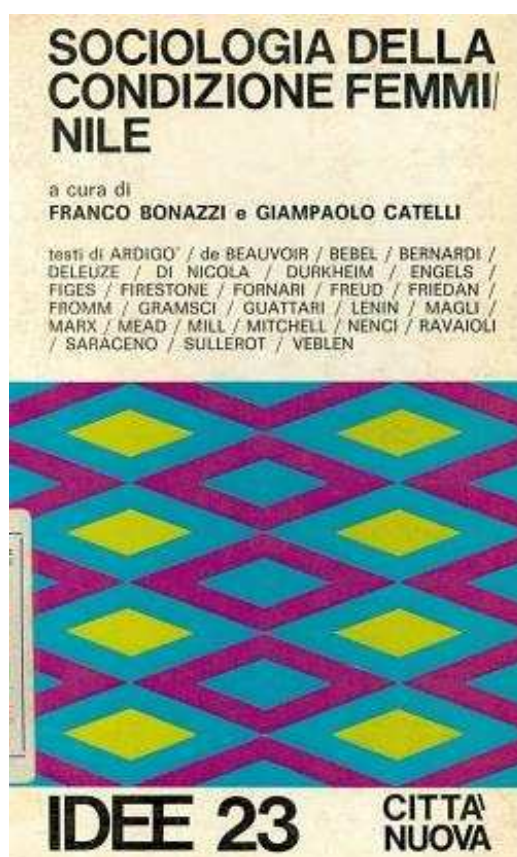 SOCIOLOGIA DELLA
CONDIZIONE FEMMI/
NILE
a cura di
FRANCO BONAZZI e GIAMPAOLO CATELLI
testi di ARDIGO' / de BEAUVOIR / BEBEL / BERNARDI /
DELEUZE / DI NICOLA / DURKHEIM / ENGELS /
FIGES / FIRESTONE / FORNARI / FREUD / FRIEDAN /
FROMM / GRAMSCI / GUATTARI / LENIN / MAGLI /
MARX / MEAD / MILL / MITCHELL / NENCI / RAVAIOLI
/ SARACENO / SULLEROT / VEBLEN
IDEE 23
CITTÀ
NUOVA